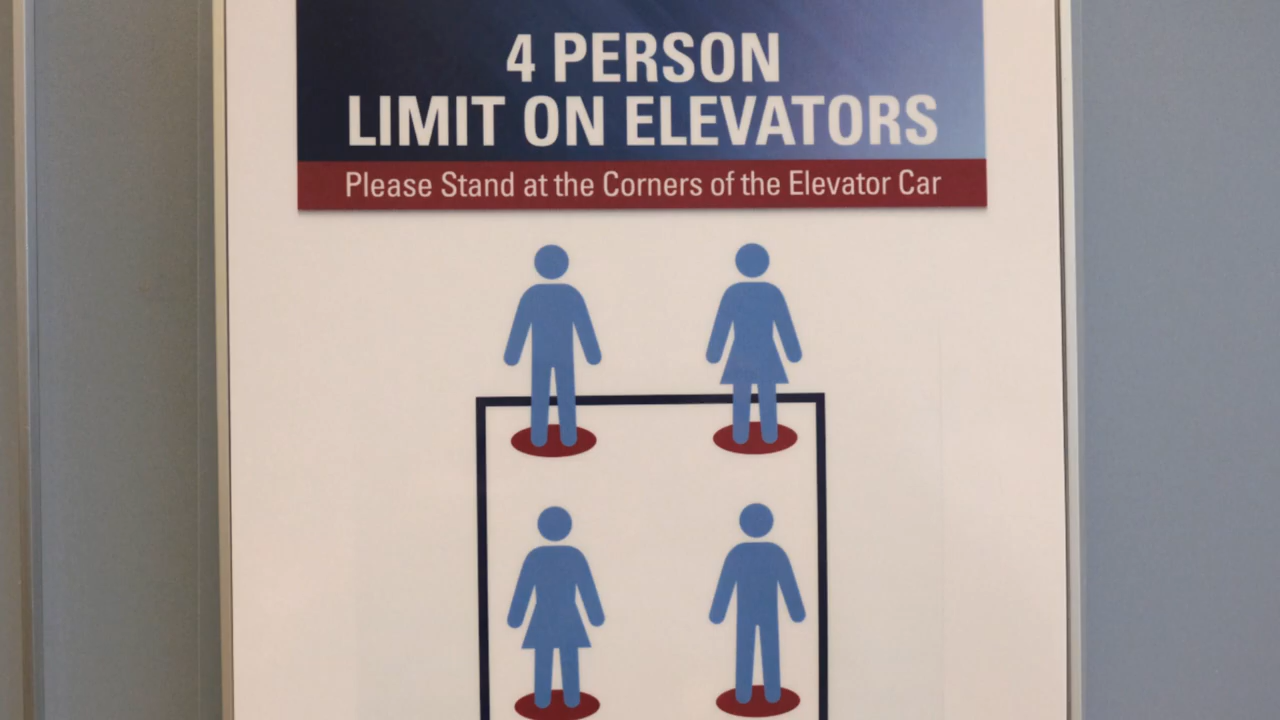 4 PERSON
LIMIT ON ELEVATORS
Please Stand at the Corners of the Elevator Car